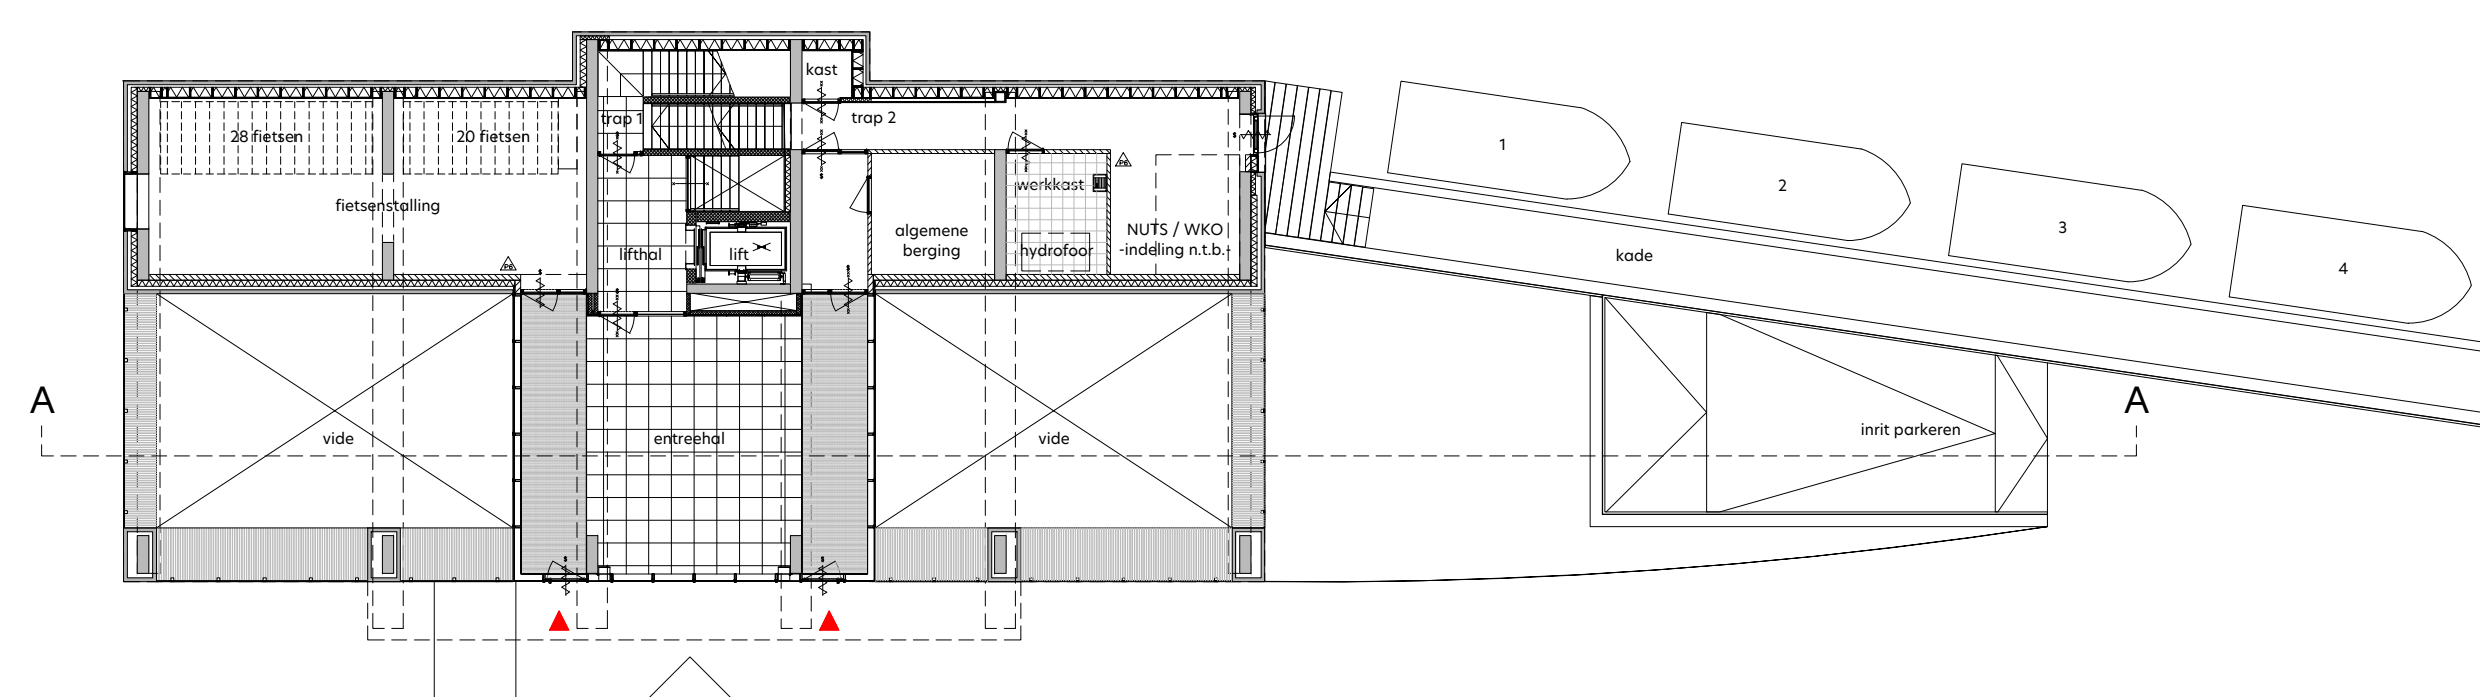 kast
28 fietsen
20 fietsen
trap 1
trap 2
1
2
3
4
fietsenstalling
werkkast
algemene
berging
NUTS / WKO
-indeling n.t.b.-
hydrofoor
lifthal
lift
kade
A
A
vide
entreehal
vide
inrit parkeren